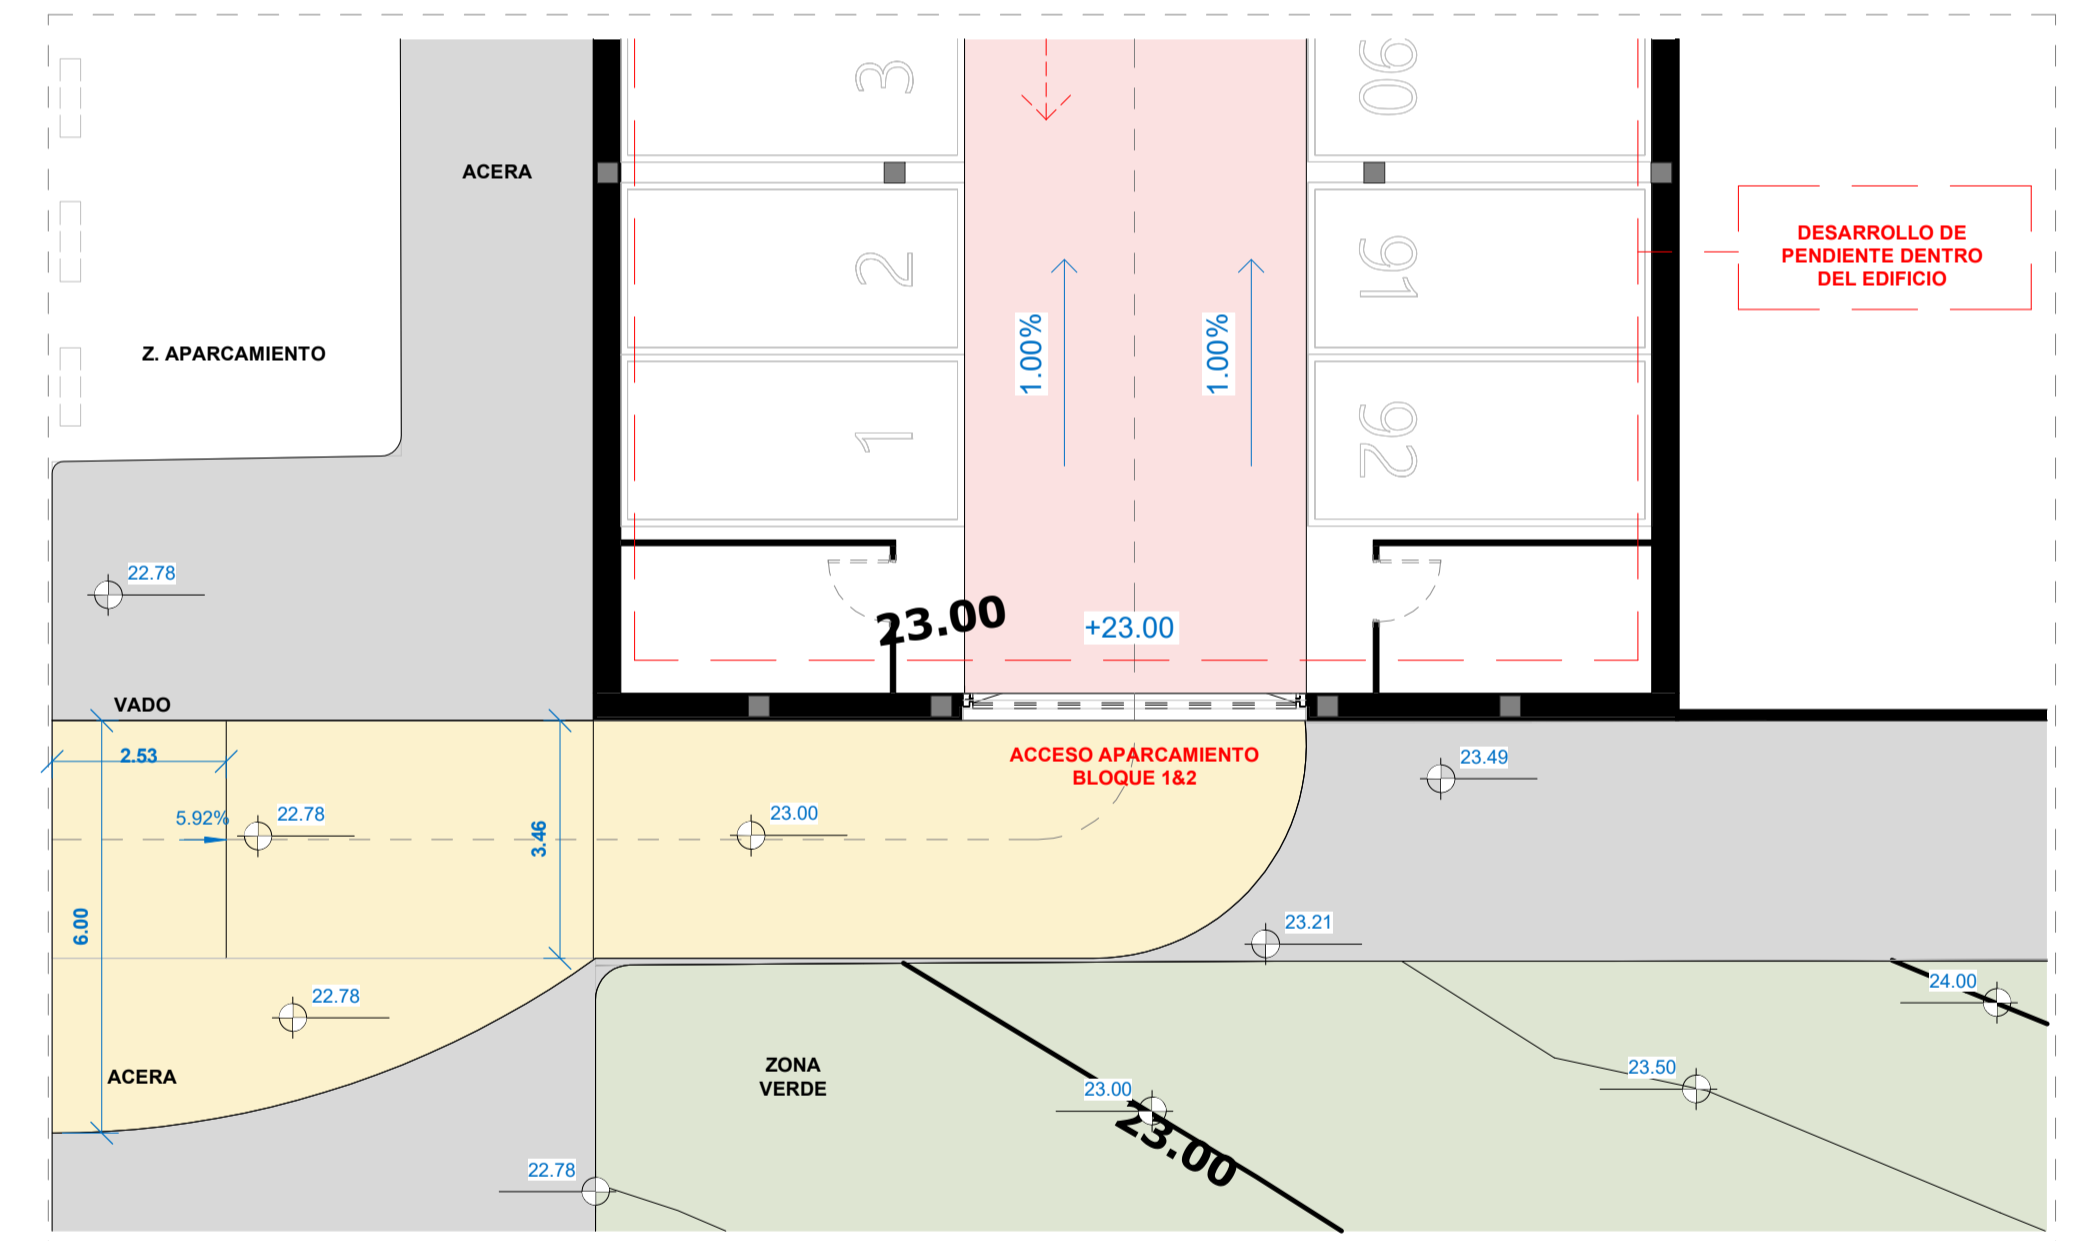 3
90
ACERA
2
91
DESARROLLO DE
PENDIENTE DENTRO
DEL EDIFICIO
Z. APARCAMIENTO
1.00%
1.00%
1
92
22.78
23.00
+23.00
VADO
2.53
ACCESO APARCAMIENTO
BLOQUE 1&2
23.49
5.92%
22.78
3.46
23.00
6.00
23.21
22.78
24.00
ACERA
ZONA
VERDE
23.00
23.00
23.50
22.78